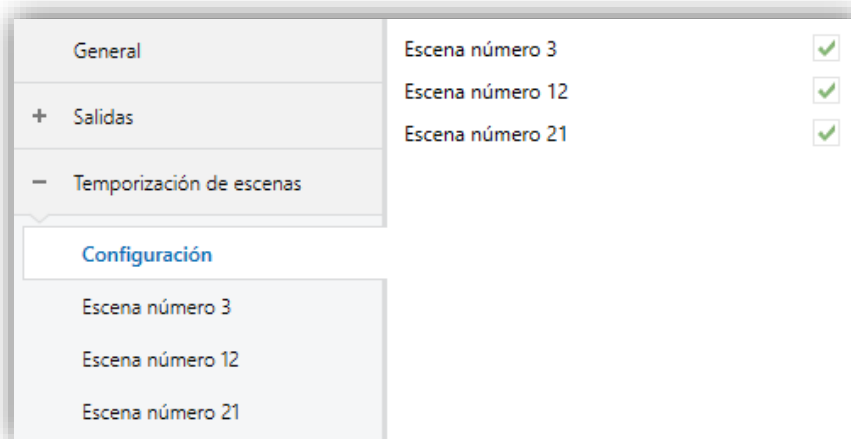 General
+ Salidas
− Temporización de escenas
Configuración
Escena número 3
Escena número 12
Escena número 21
Escena número 3
Escena número 12
Escena número 21